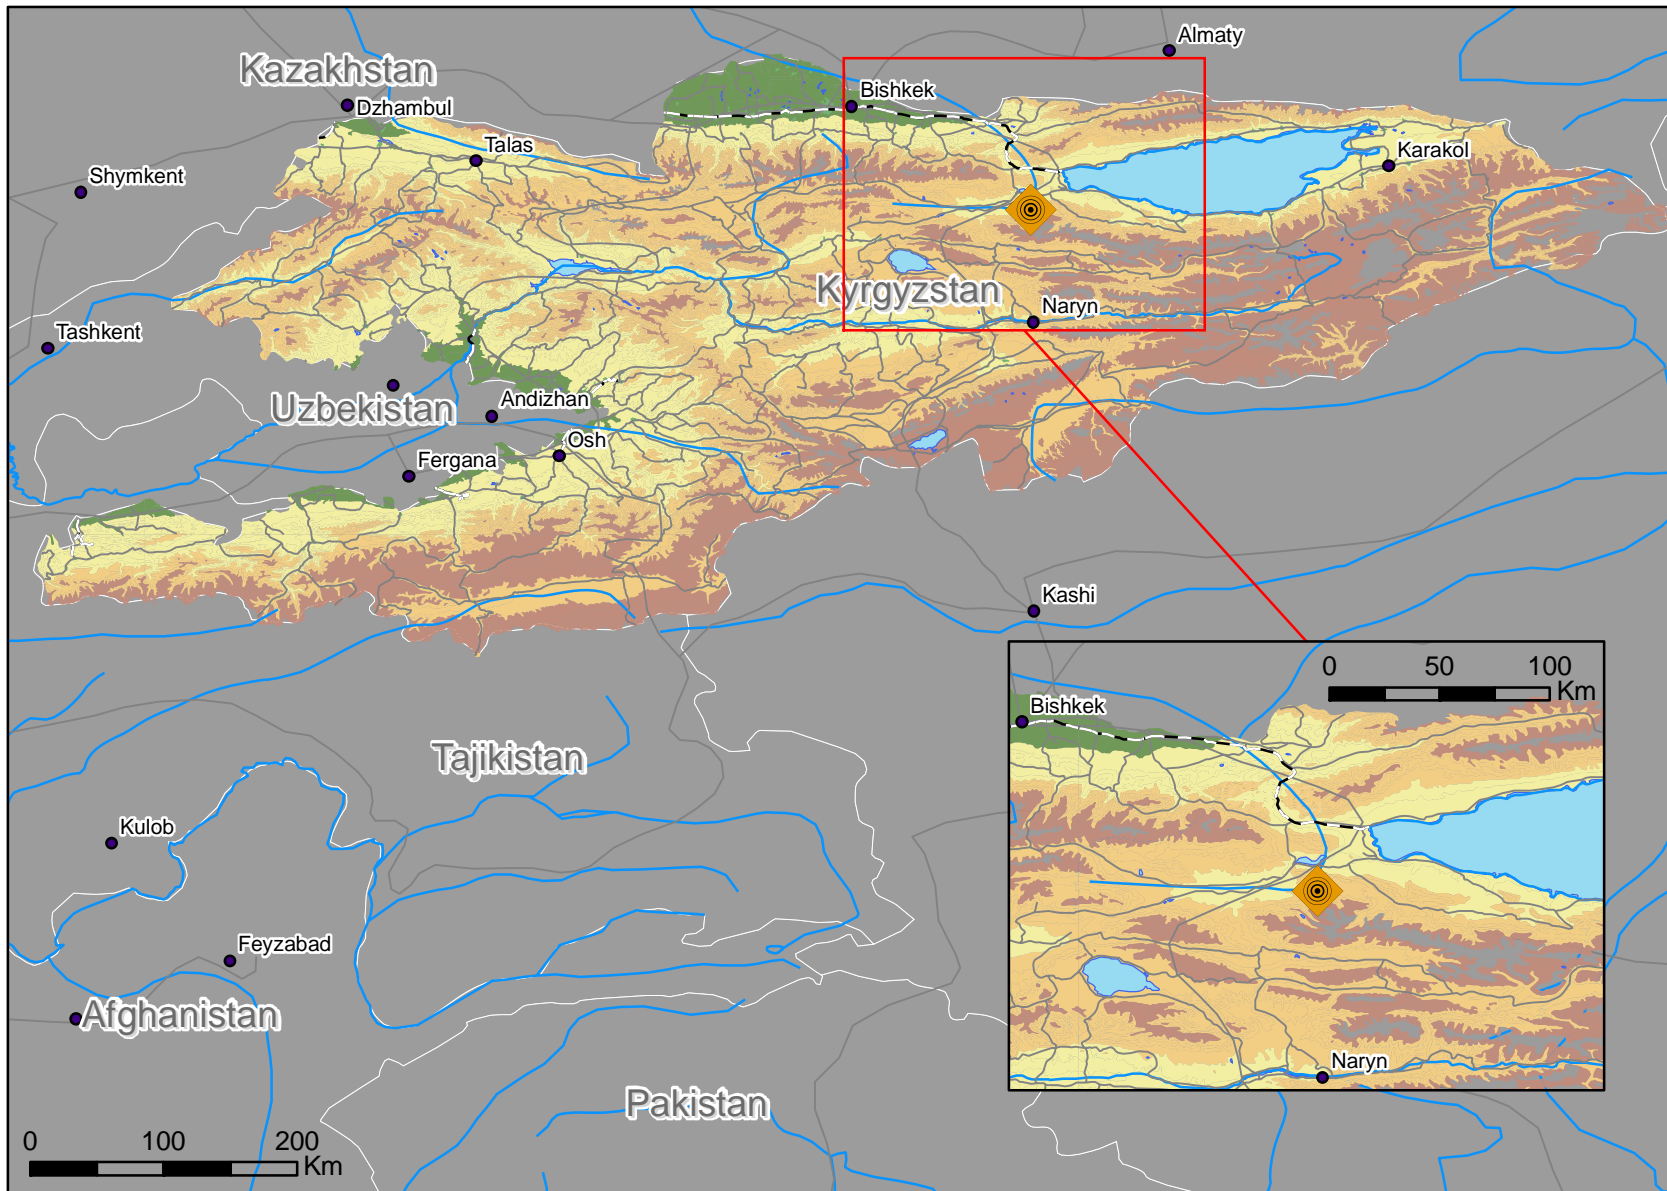 Almaty
Kazakhstan
Bishkek
Dzhambul
Talas
Karakol
Shymkent
Kyrgyzstan
Naryn
Tashkent
Uzbekistan
Andizhan
Osh
Fergana
Kashi
0 50 100
Km
Bishkek
Tajikistan
Kulob
Feyzabad
Afghanistan
Naryn
Pakistan
0 100 200
Km